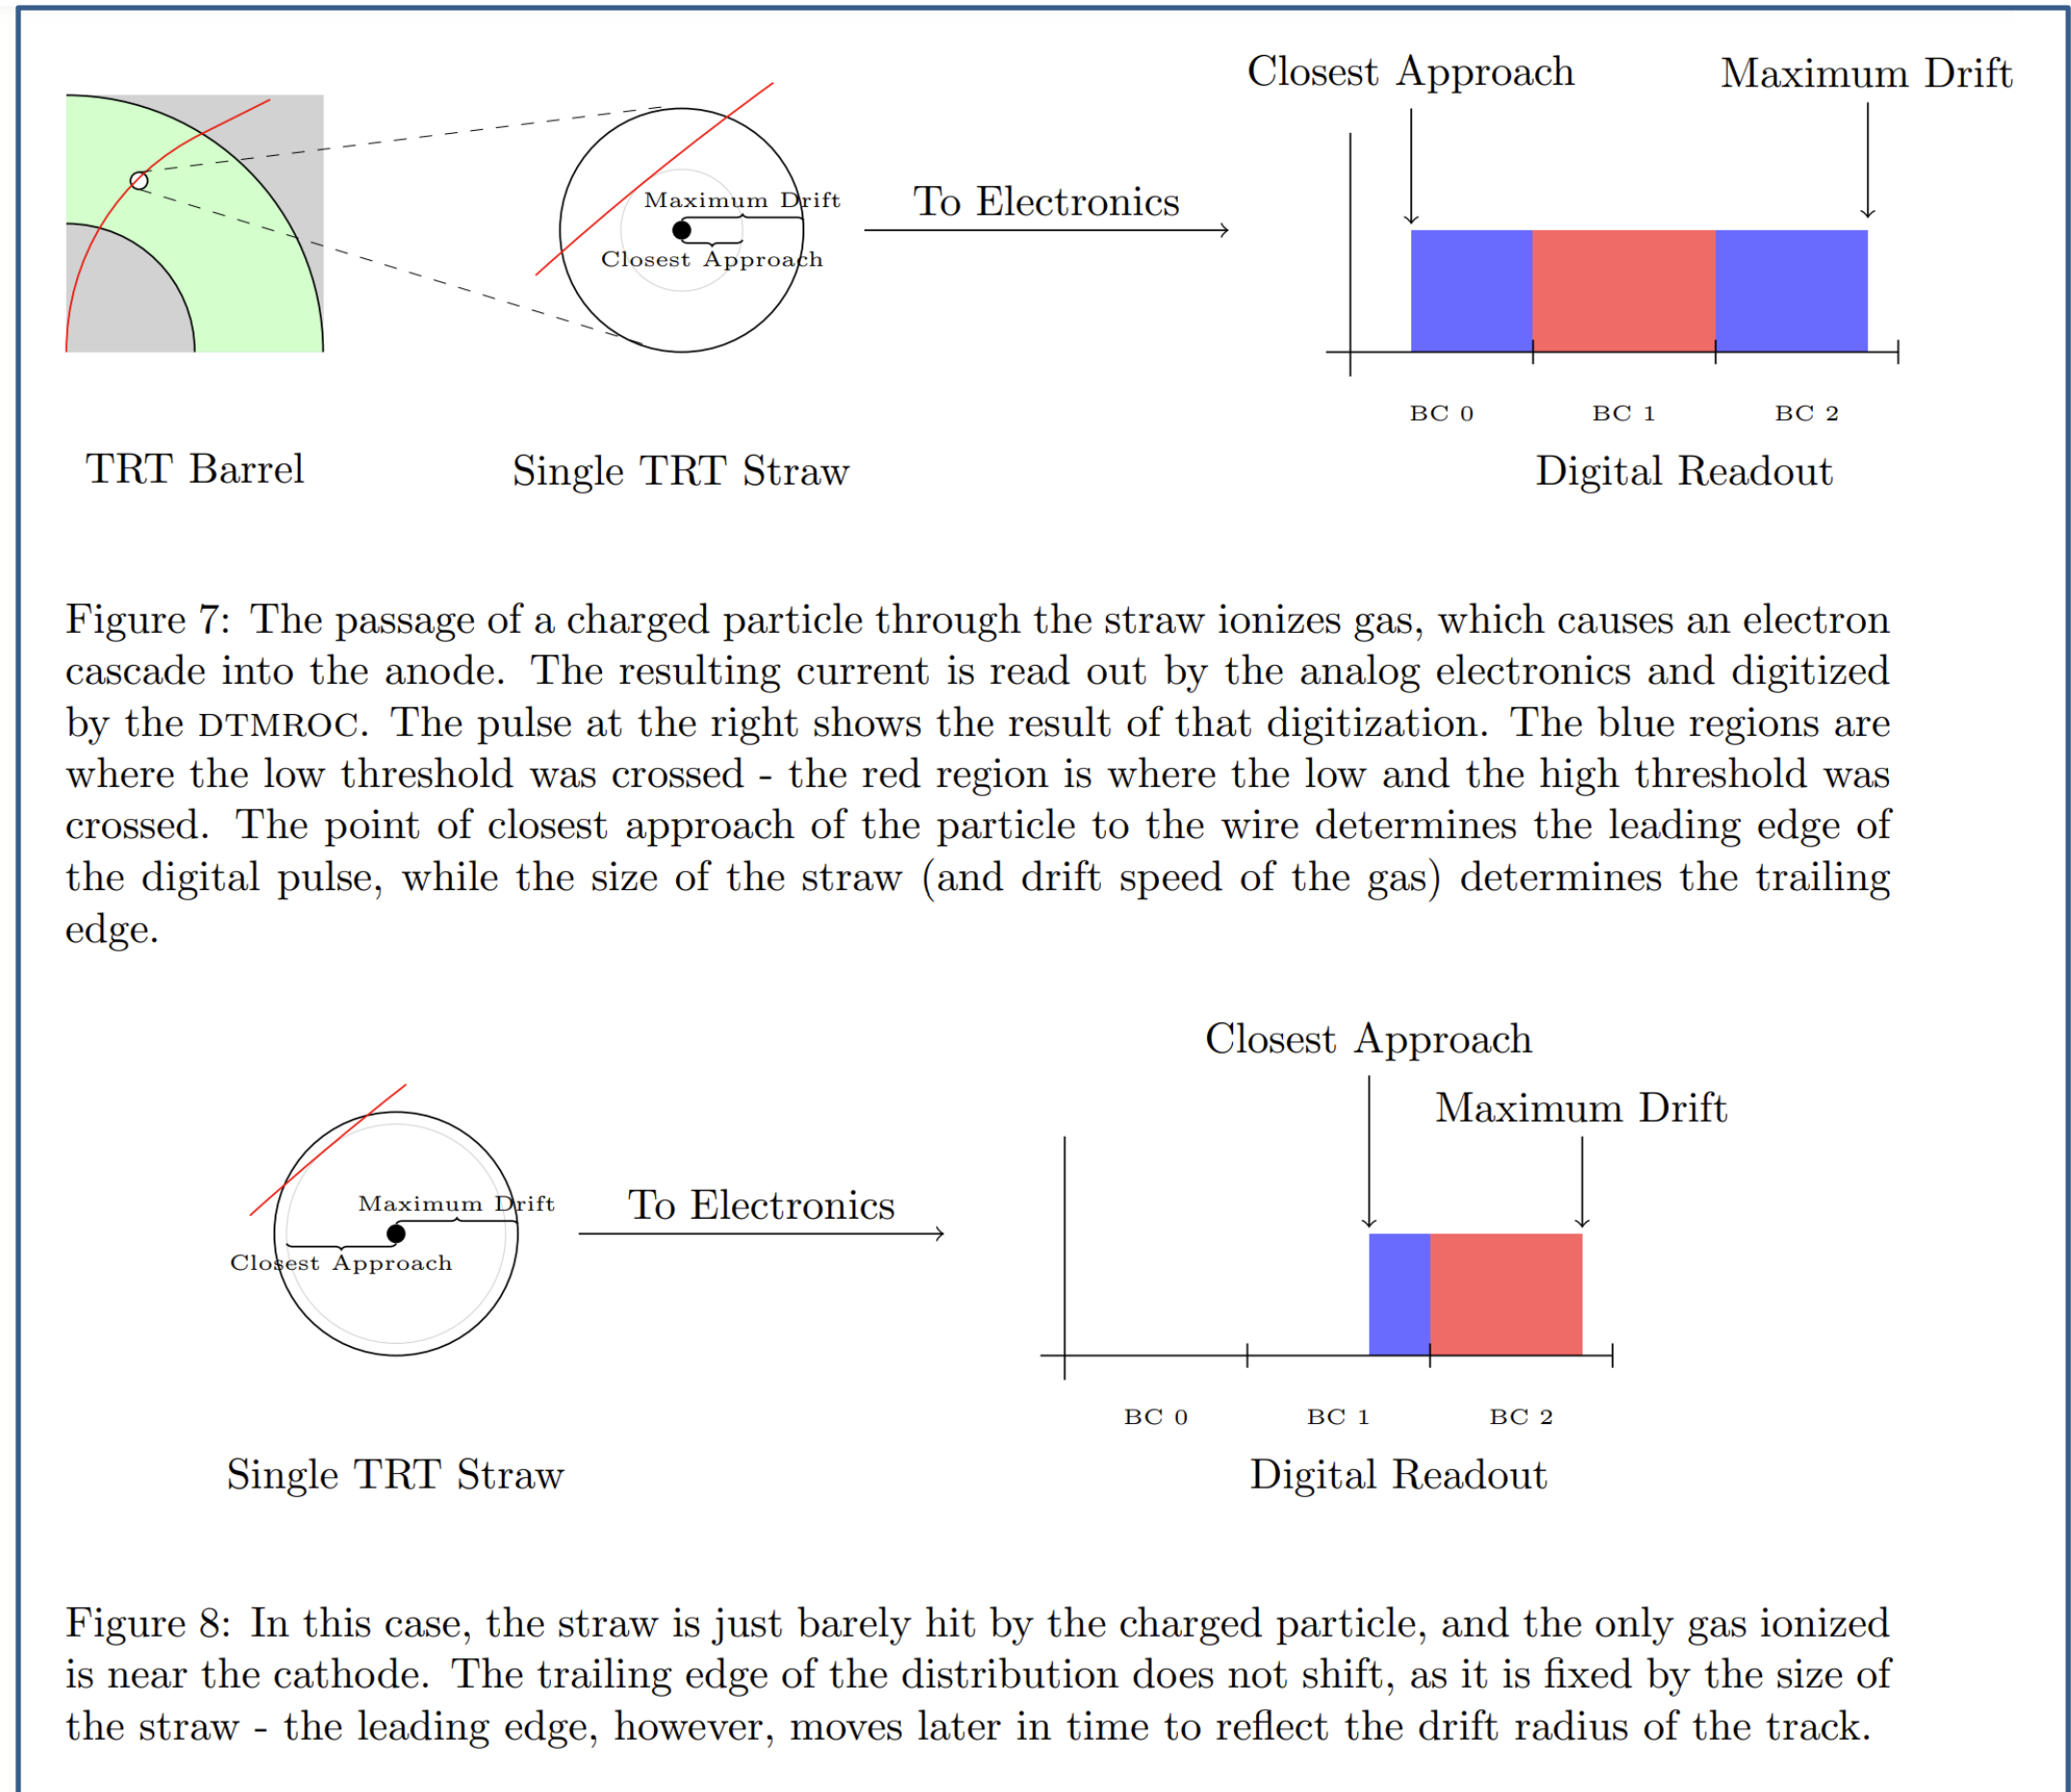 Closest Approach
Maximum Drift
Maximum Drift
Closest Approach
To Electronics
BC 0
BC 1
BC 2
TRT Barrel
Single TRT Straw
Digital Readout
Figure 7: The passage of a charged particle through the straw ionizes gas, which causes an electron
cascade into the anode. The resulting current is read out by the analog electronics and digitized
by the DTMROC. The pulse at the right shows the result of that digitization. The blue regions are
where the low threshold was crossed - the red region is where the low and the high threshold was
crossed. The point of closest approach of the particle to the wire determines the leading edge of
the digital pulse, while the size of the straw (and drift speed of the gas) determines the trailing
edge.
Closest Approach
Maximum Drift
Maximum Drift
Closest Approach
To Electronics
BC 0
BC 1
BC 2
Single TRT Straw
Digital Readout
Figure 8: In this case, the straw is just barely hit by the charged particle, and the only gas ionized
is near the cathode. The trailing edge of the distribution does not shift, as it is fixed by the size of
the straw - the leading edge, however, moves later in time to reflect the drift radius of the track.